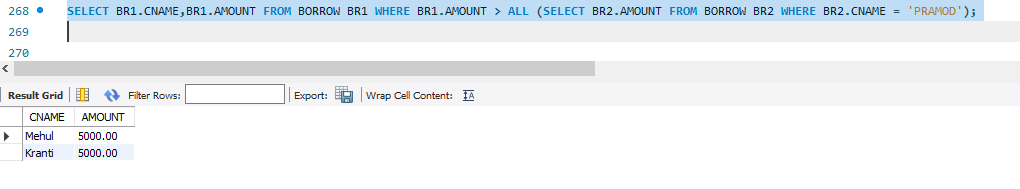 268 SELECT BR1.CNAME,BR1.AMOUNT FROM BORROW BR1 WHERE BR1.AMOUNT > ALL (SELECT BR2.AMOUNT FROM BORROW BR2 WHERE BR2.CNAME = 'PRAMOD');
269
270
Result Grid Filter Rows: Export: Wrap Cell Content:
CNAME AMOUNT
Mehul 5000.00
Kranti 5000.00